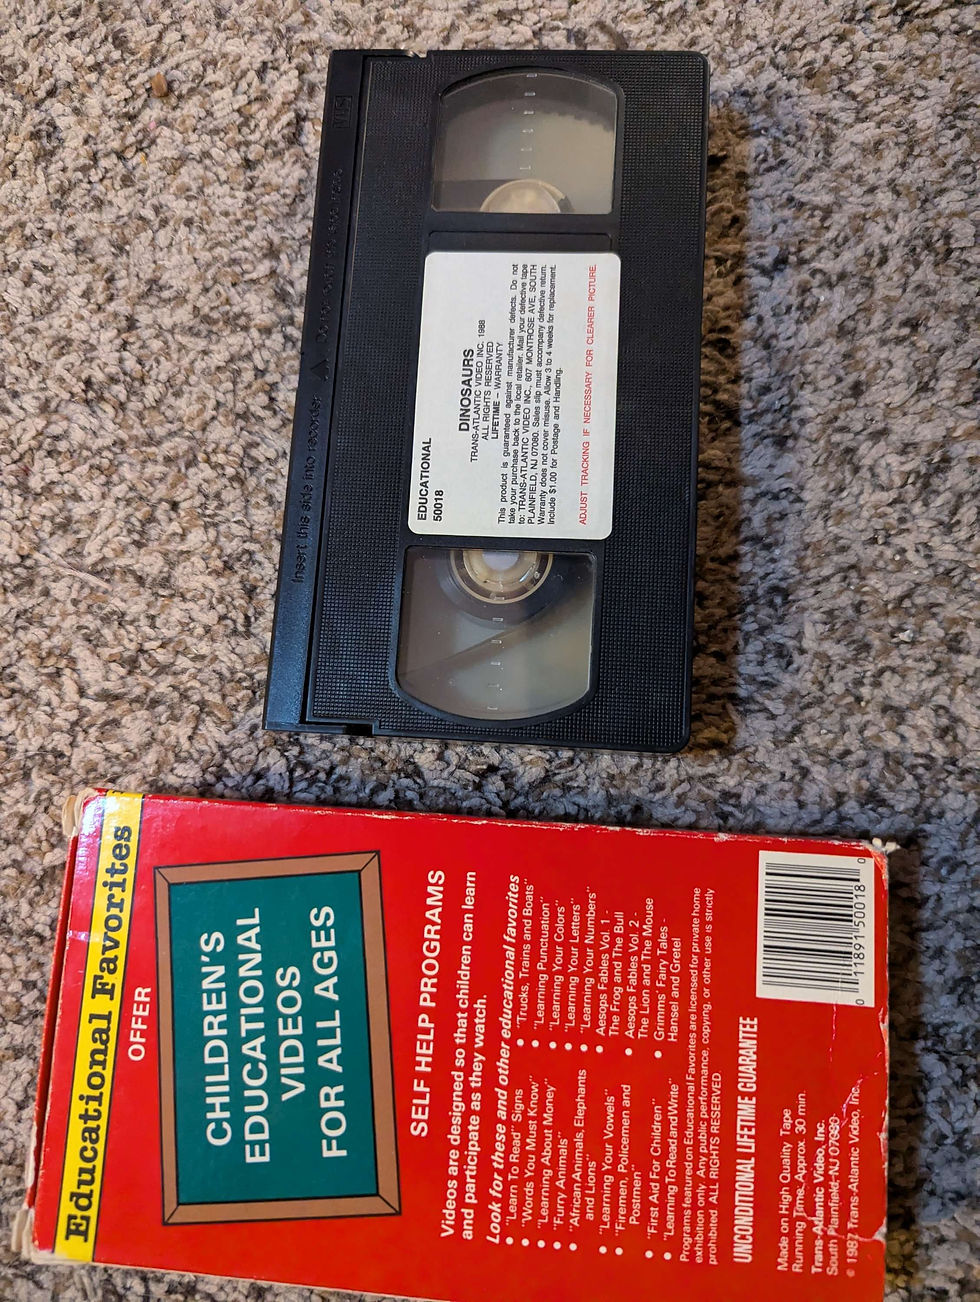 VHS
Insert this side into recorder
EDUCATIONAL
50018
DINOSAURS
TRANS-ATLANTIC VIDEO INC. 1988
ALL RIGHTS RESERVED
LIFETIME – WARRANTY
This product is guaranteed against manufacturer defects. Do not
take your purchase back to the local retailer. Mail your defective tape
to: TRANS-ATLANTIC VIDEO INC., 607 MONTROSE AVE, SOUTH
PLAINFIELD, NJ 07080. Sales slip must accompany defective return.
Warranty does not cover misuse. Allow 3 to 4 weeks for replacement.
Include $1.00 for Postage and Handling.
ADJUST TRACKING IF NECESSARY FOR CLEARER PICTURE.
Educational Favorites
OFFER
CHILDREN'S
EDUCATIONAL
VIDEOS
FOR ALL AGES
SELF HELP PROGRAMS
Videos are designed so that children can learn
and participate as they watch.
Look for these and other educational favorites
• "Learn To Read" Signs
• "Words You Must Know"
• "Learning About Money"
• "Furry Animals"
• "African Animals, Elephants
and Lions"
• "Learning Your Vowels"
• "Firemen, Policemen and
Postmen"
• "First Aid For Children"
• "Learning To Read and Write"
• "Trucks, Trains and Boats"
• "Learning Punctuation"
• "Learning Your Colors"
• "Learning Your Letters"
• "Learning Your Numbers"
• Aesops Fables Vol. 1 -
The Frog and The Bull
• Aesops Fables Vol. 2 -
The Lion and The Mouse
• Grimms' Fairy Tales -
Hansel and Gretel
Programs featured on Educational Favorites are licensed for private home
exhibition only. Any public performance, copying, or other use is strictly
prohibited. ALL RIGHTS RESERVED.
UNCONDITIONAL LIFETIME GUARANTEE
Made on High Quality Tape
Running Time, Approx. 30 min.
Trans-Atlantic Video, Inc.
South Plainfield, NJ 07080
© 1987 Trans-Atlantic Video, Inc.
0 11891 50018 0